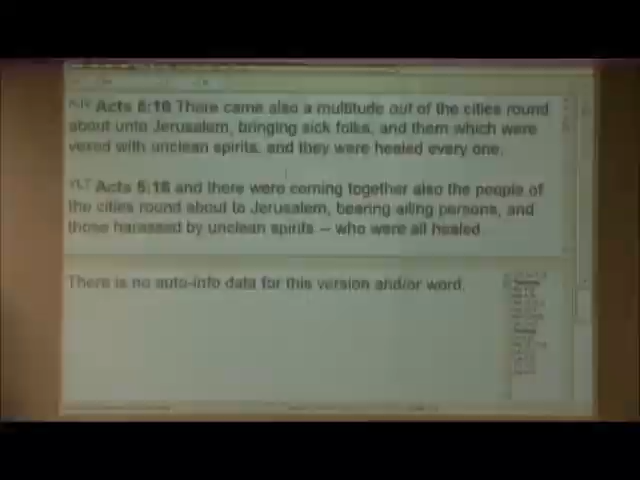 Acts 5:16 There came also a multitude out of the cities round
about unto Jerusalem, bringing sick folks, and them which were
vexed with unclean spirits, and they were healed every one.
Acts 5:16 and there were coming together also the people of
the cities round about to Jerusalem, bearing ailing persons, and
those harassed by unclean spirits -- who were all healed
There is no auto-info data for this version and/or word.